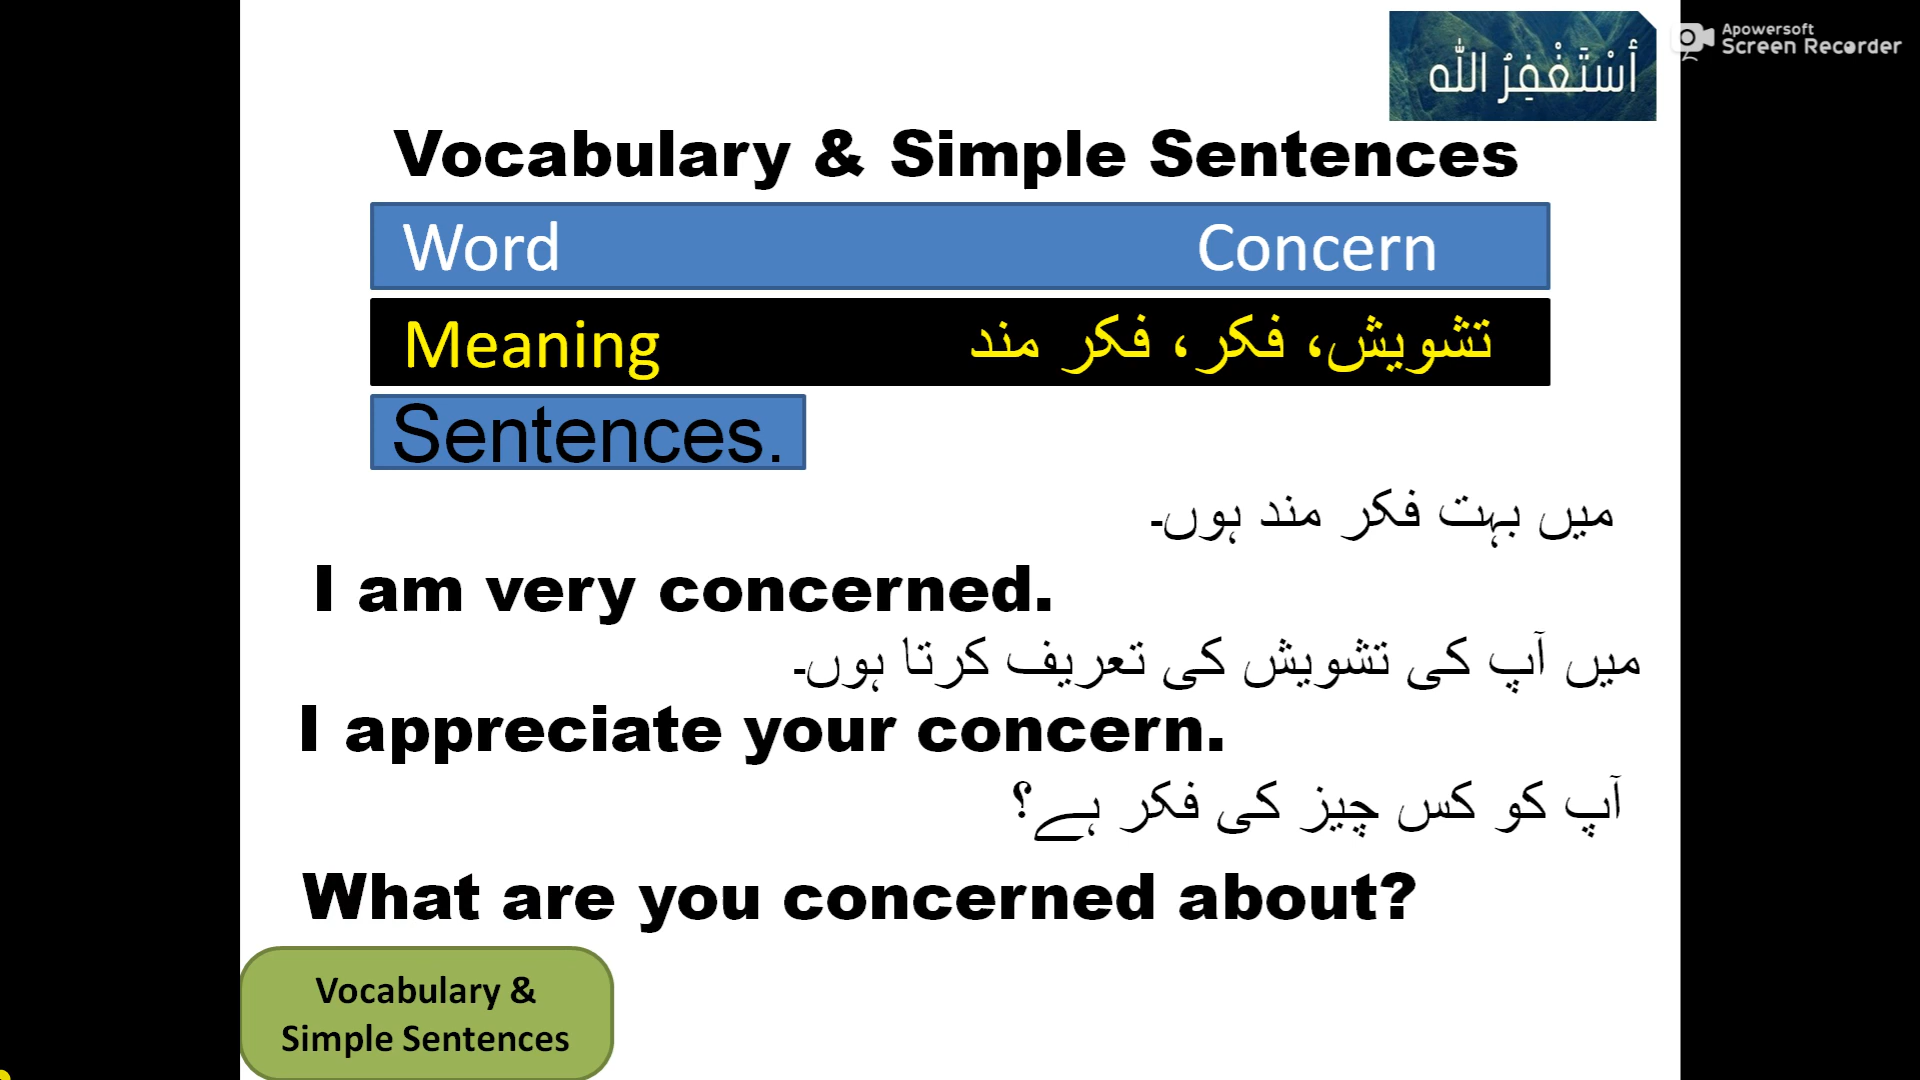 أَسْتَغْفِرُ اللّٰه
Apowersoft
Screen Recorder
Vocabulary & Simple Sentences
Word Concern
Meaning تشویش، فکر، فکر مند
Sentences.
میں بہت فکر مند ہوں۔
I am very concerned.
میں آپ کی تشویش کی تعریف کرتا ہوں۔
I appreciate your concern.
آپ کو کس چیز کی فکر ہے؟
What are you concerned about?
Vocabulary &
Simple Sentences